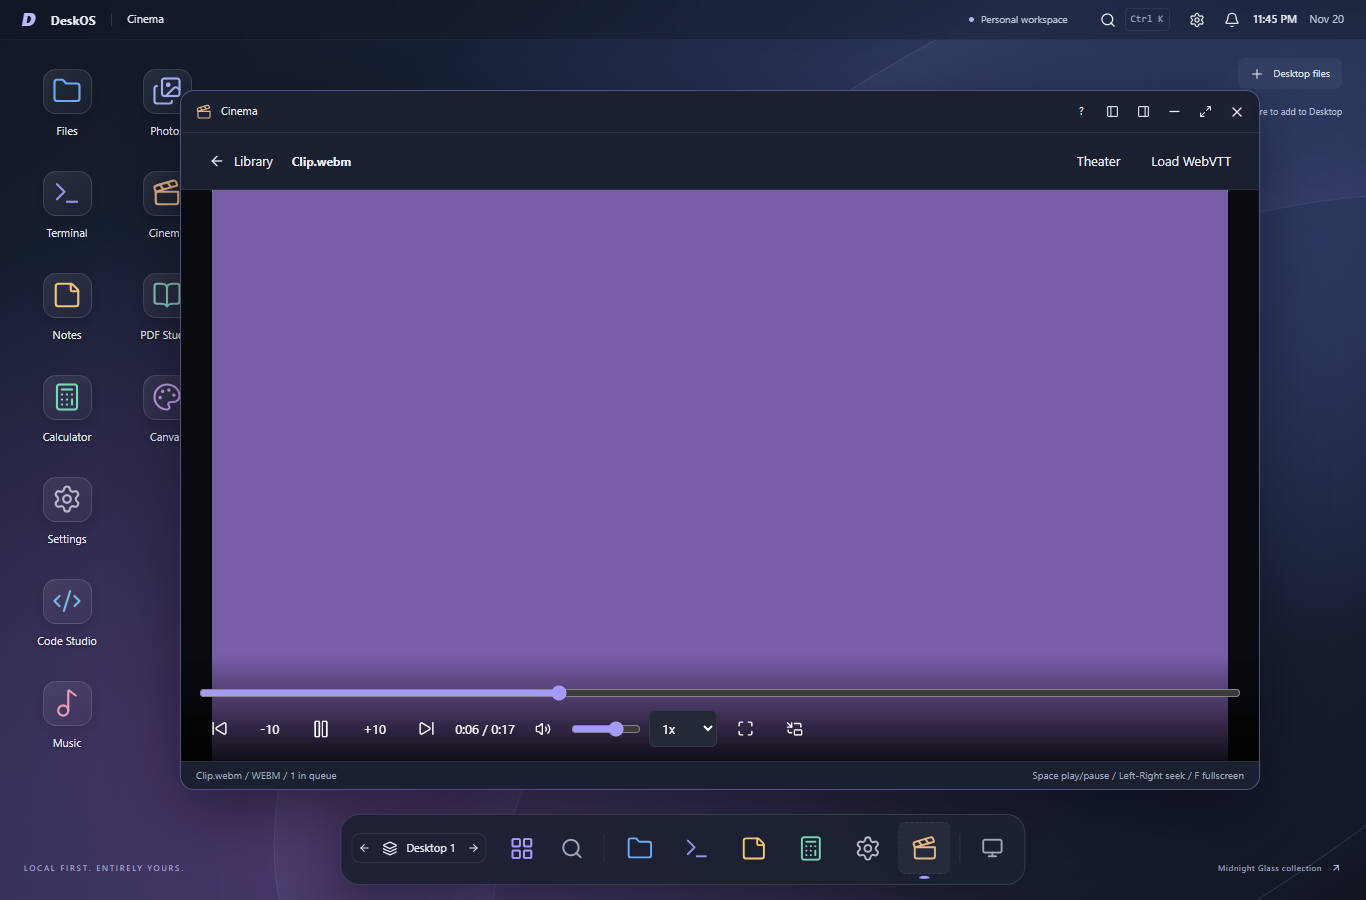 DeskOS
Cinema
Personal workspace
Ctrl K
11:45 PM
Nov 20
Desktop files
re to add to Desktop
Files
Photo
Terminal
Cinem
Notes
PDF Stu
Calculator
Canva
Settings
Code Studio
Music
Cinema
?
Library
Clip.webm
Theater
Load WebVTT
-10
+10
0:06 / 0:17
1x
Clip.webm / WEBM / 1 in queue
Space play/pause / Left-Right seek / F fullscreen
Desktop 1
LOCAL FIRST. ENTIRELY YOURS.
Midnight Glass collection